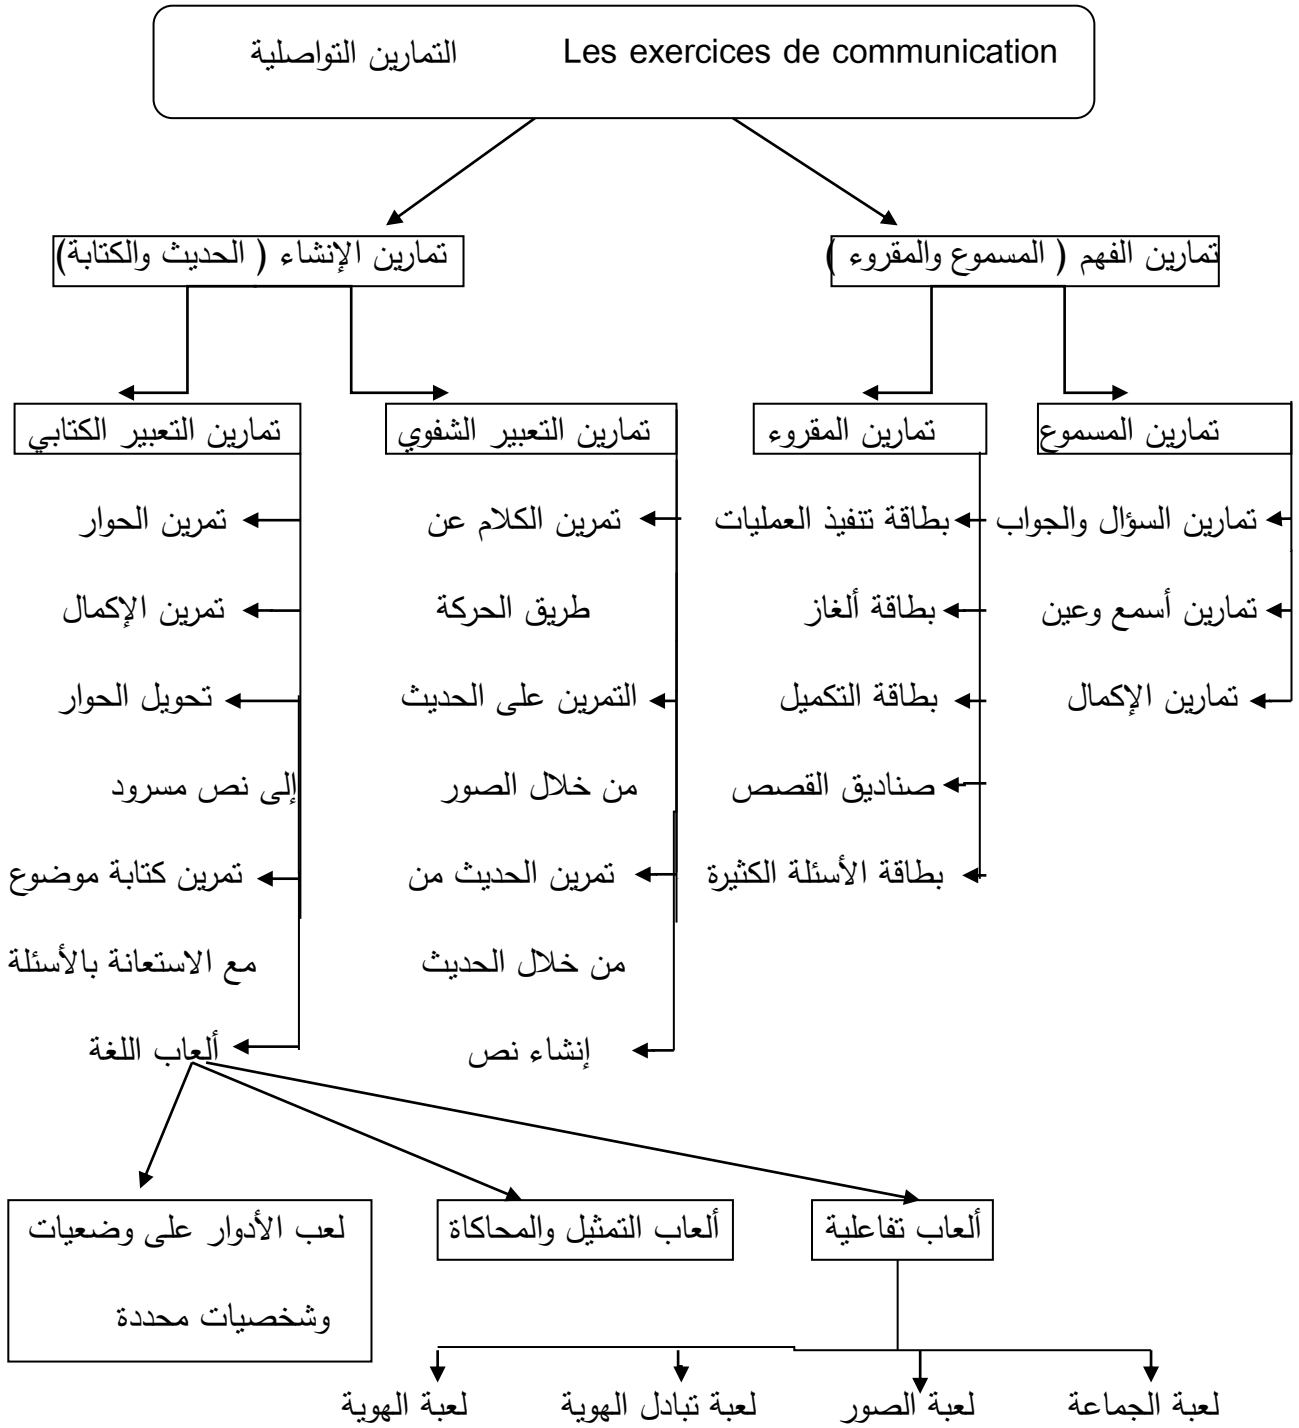 التمارين التواصلية Les exercices de communication
تمارين الفهم ( المسموع والمقروء )
تمارين الإنشاء ( الحديث والكتابة)
تمارين المسموع
تمارين المقروء
تمارين التعبير الشفوي
تمارين التعبير الكتابي
تمارين السؤال والجواب
تمارين أسمع وعين
تمارين الإكمال
بطاقة تنفيذ العمليات
بطاقة ألغاز
بطاقة التكميل
صناديق القصص
بطاقة الأسئلة الكثيرة
تمرين الكلام عن
طريق الحركة
التمرين على الحديث
من خلال الصور
تمرين الحديث من
من خلال الحديث
إنشاء نص
تمرين الحوار
تمرين الإكمال
تحويل الحوار
إلى نص مسرود
تمرين كتابة موضوع
مع الاستعانة بالأسئلة
ألعاب اللغة
ألعاب تفاعلية
ألعاب التمثيل والمحاكاة
لعب الأدوار على وضعيات
وشخصيات محددة
لعبة الجماعة
لعبة الصور
لعبة تبادل الهوية
لعبة الهوية